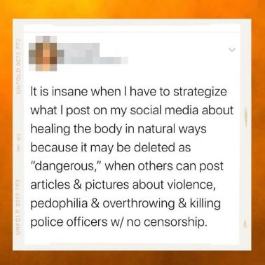 It is insane when I have to strategize
what I post on my social media about
healing the body in natural ways
because it may be deleted as
“dangerous,” when others can post
articles & pictures about violence,
pedophilia & overthrowing & killing
police officers w/ no censorship.